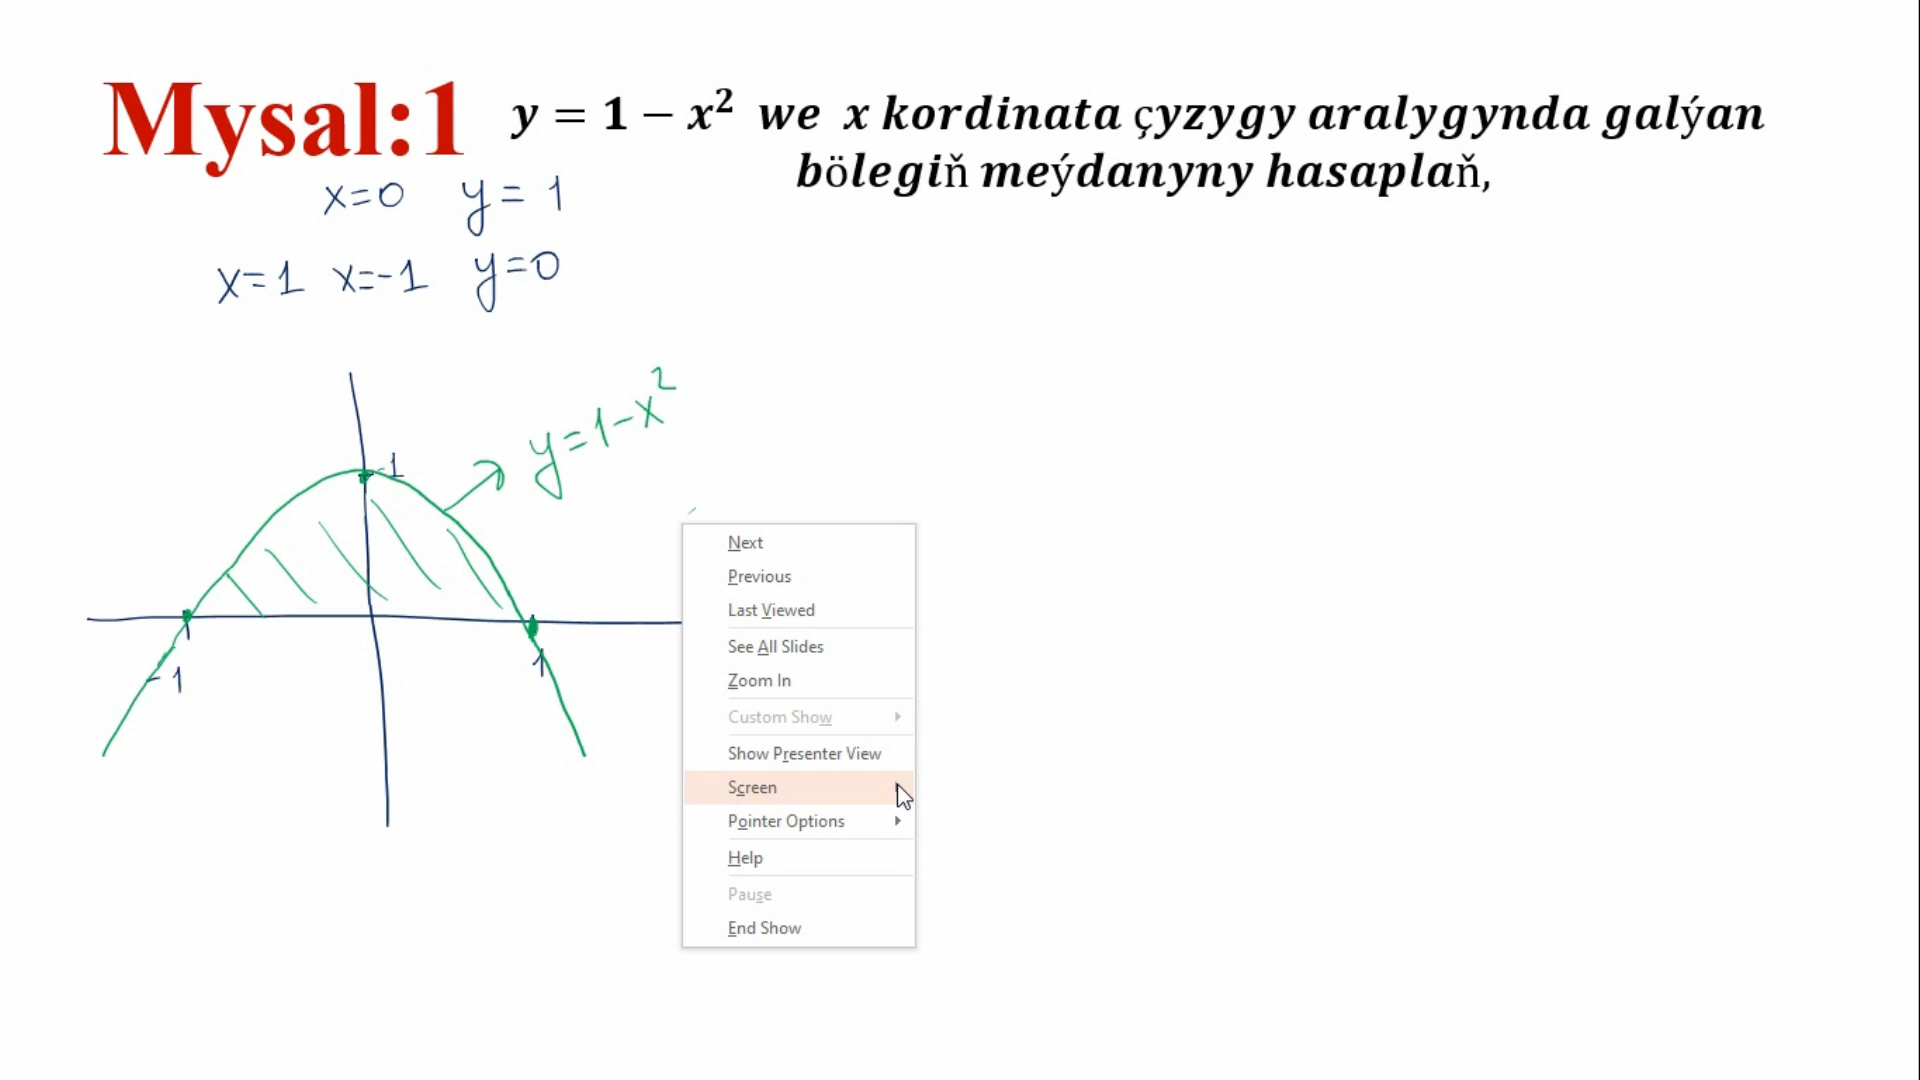 Mysal:1 y = 1 − x² we x kordinata çyzygy aralygynda galýan
bölegiň meýdanyny hasaplaň,
x=0 y = 1
x=1 x=-1 y=0
y=1-x²
-1
-1
1
Next
Previous
Last Viewed
See All Slides
Zoom In
Custom Show
Show Presenter View
Screen
Pointer Options
Help
Pause
End Show